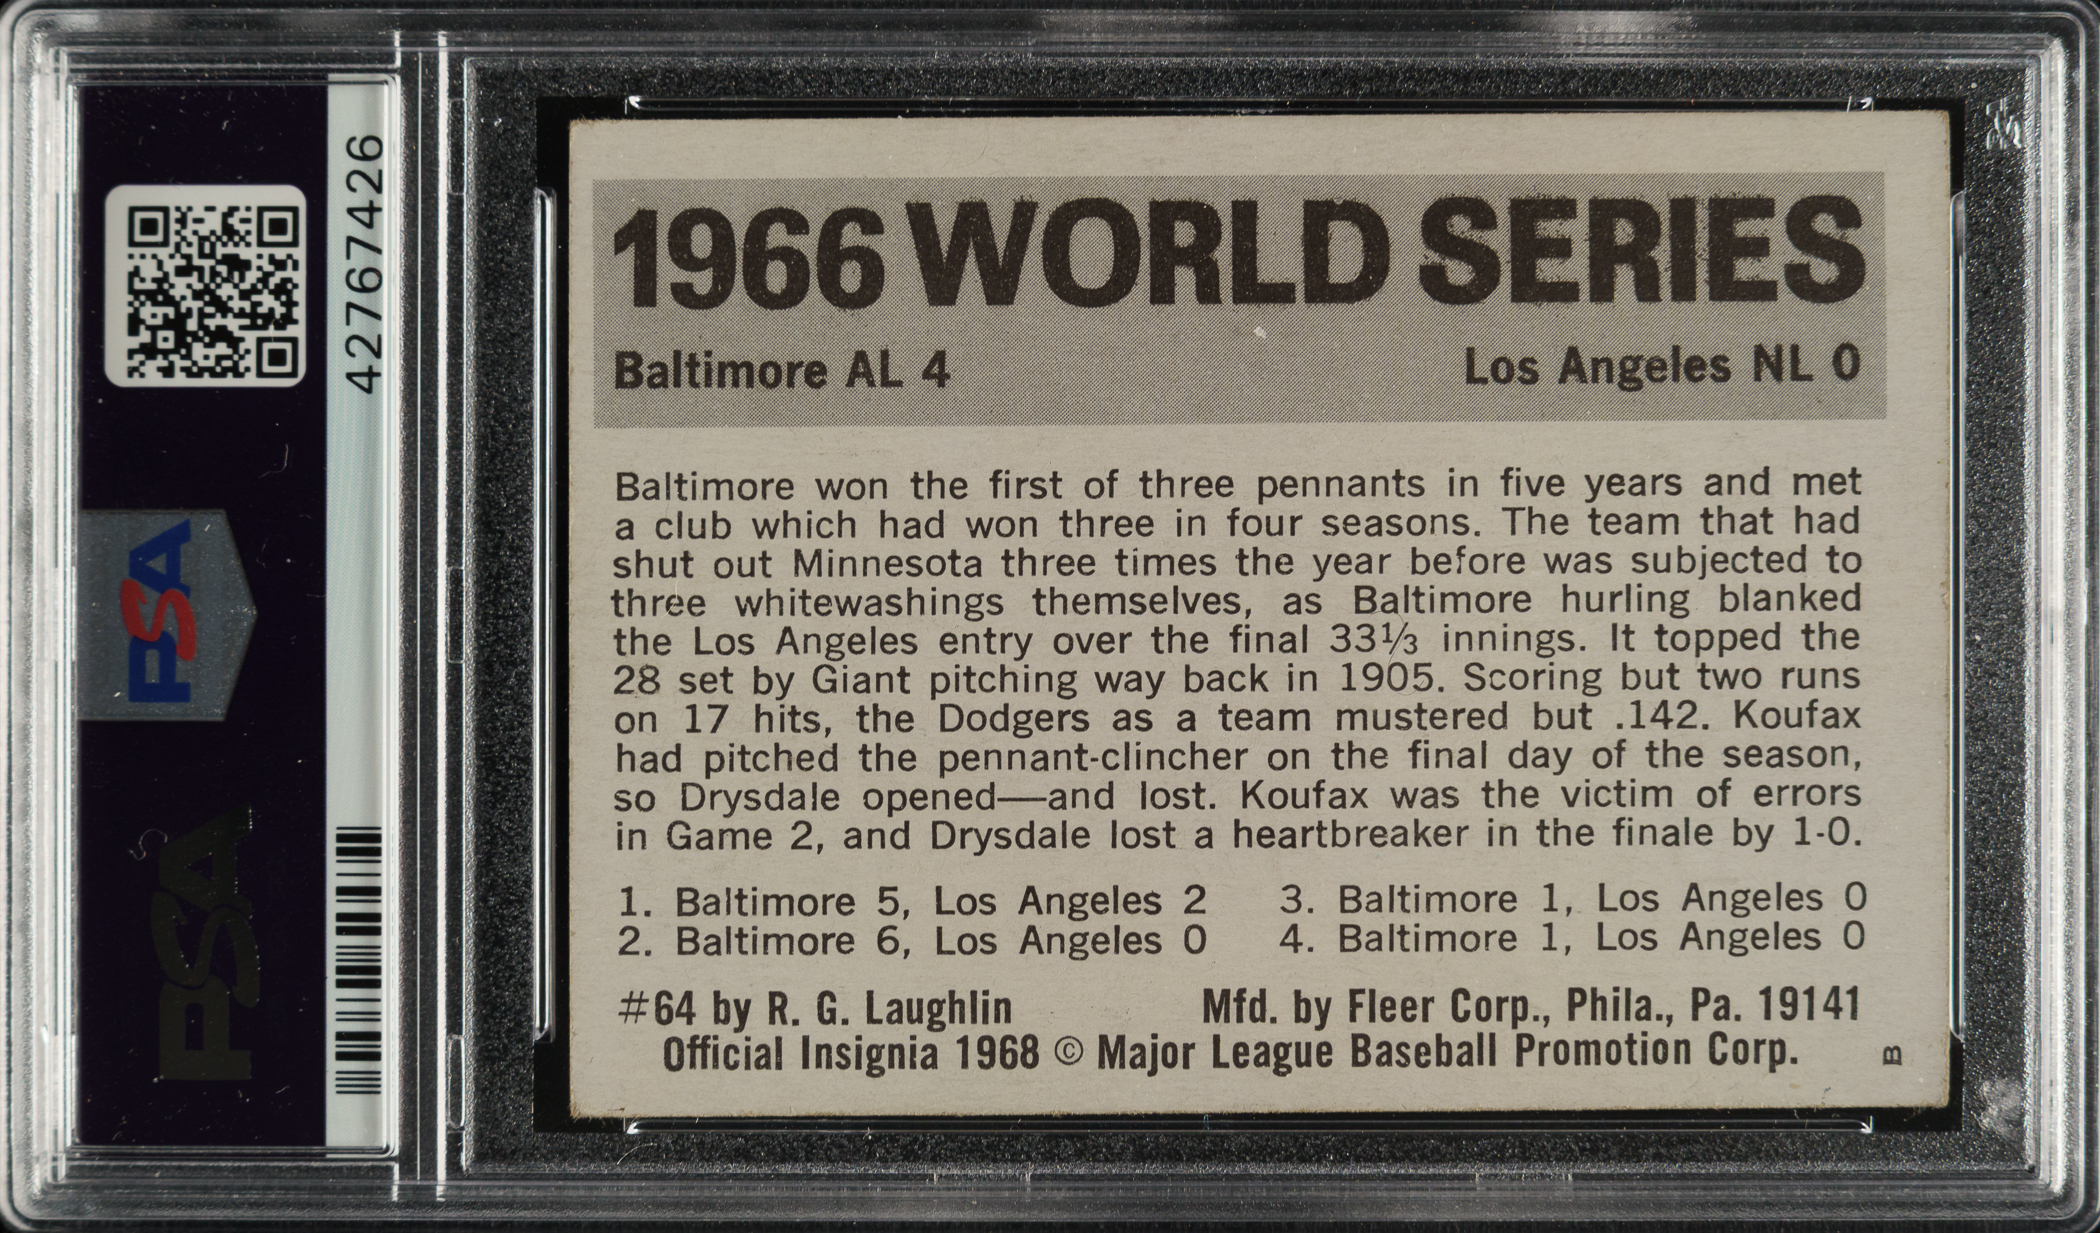 42767426
PSA
PSA
1966 WORLD SERIES
Baltimore AL 4
Los Angeles NL 0
Baltimore won the first of three pennants in five years and met
a club which had won three in four seasons. The team that had
shut out Minnesota three times the year before was subjected to
three whitewashings themselves, as Baltimore hurling blanked
the Los Angeles entry over the final 33⅓ innings. It topped the
28 set by Giant pitching way back in 1905. Scoring but two runs
on 17 hits, the Dodgers as a team mustered but .142. Koufax
had pitched the pennant-clincher on the final day of the season,
so Drysdale opened—and lost. Koufax was the victim of errors
in Game 2, and Drysdale lost a heartbreaker in the finale by 1-0.
1. Baltimore 5, Los Angeles 2
2. Baltimore 6, Los Angeles 0
3. Baltimore 1, Los Angeles 0
4. Baltimore 1, Los Angeles 0
#64 by R. G. Laughlin
Mfd. by Fleer Corp., Phila., Pa. 19141
Official Insignia 1968 © Major League Baseball Promotion Corp.
B